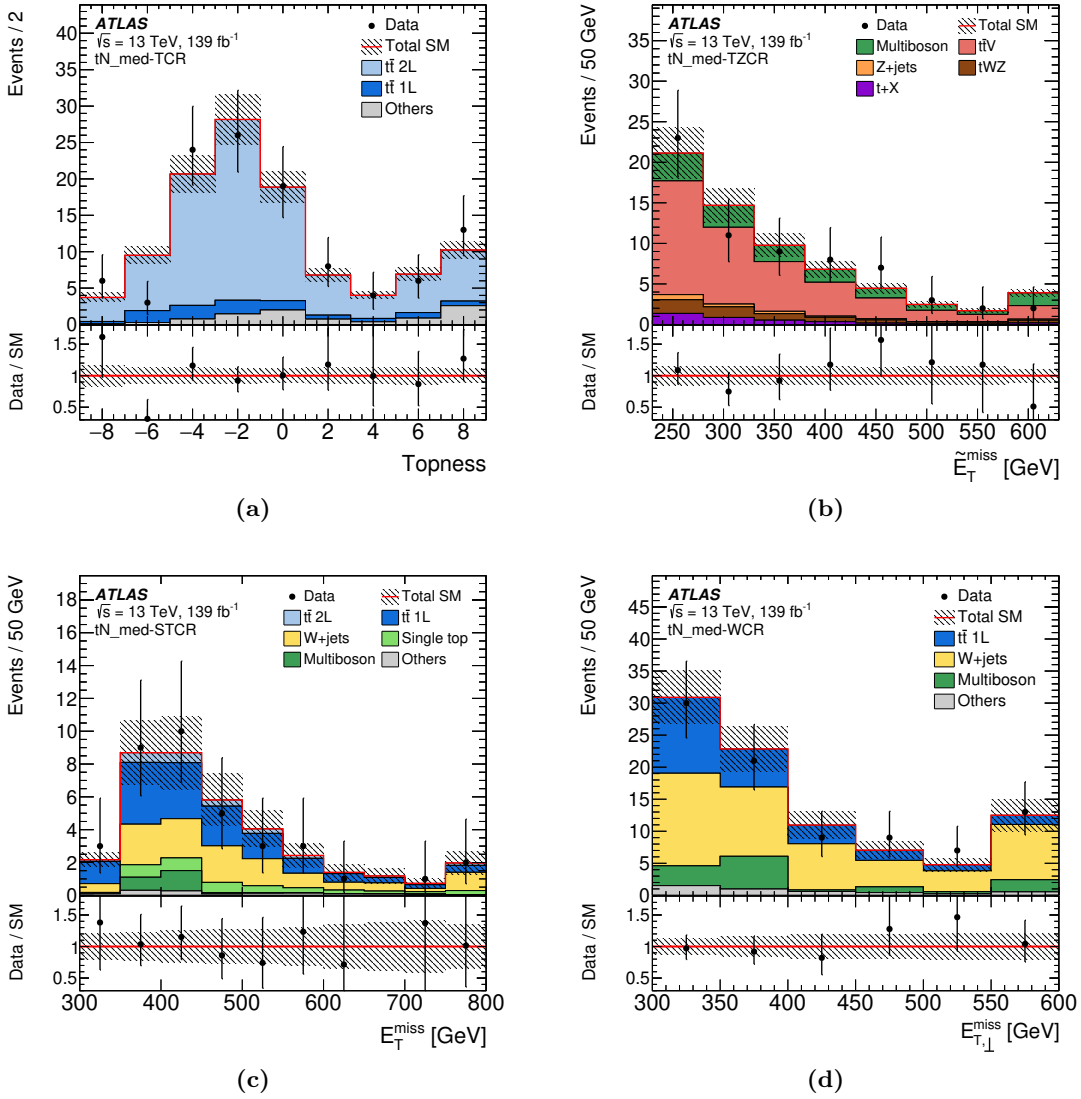 ATLAS
√s = 13 TeV, 139 fb⁻¹
tN_med-TCR
Data
Total SM
tt̄ 2L
tt̄ 1L
Others
Events / 2
40
35
30
25
20
15
10
5
0
Data / SM
1.5
1
0.5
−8 −6 −4 −2 0 2 4 6 8
Topness
(a)
ATLAS
√s = 13 TeV, 139 fb⁻¹
tN_med-TZCR
Data Total SM
Multiboson tt̄V
Z+jets tWZ
t+X
Events / 50 GeV
35
30
25
20
15
10
5
0
Data / SM
1.5
1
0.5
250 300 350 400 450 500 550 600
Ẽ_T^miss [GeV]
(b)
ATLAS
√s = 13 TeV, 139 fb⁻¹
tN_med-STCR
Data Total SM
tt̄ 2L tt̄ 1L
W+jets Single top
Multiboson Others
Events / 50 GeV
18
16
14
12
10
8
6
4
2
0
Data / SM
1.5
1
0.5
300 400 500 600 700 800
E_T^miss [GeV]
(c)
ATLAS
√s = 13 TeV, 139 fb⁻¹
tN_med-WCR
Data
Total SM
tt̄ 1L
W+jets
Multiboson
Others
Events / 50 GeV
45
40
35
30
25
20
15
10
5
0
Data / SM
1.5
1
0.5
300 350 400 450 500 550 600
E_T,⊥^miss [GeV]
(d)